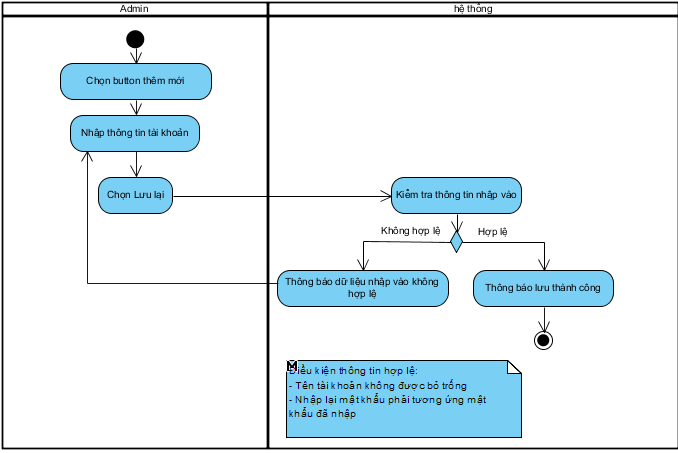 Admin
hệ thống
Chọn button thêm mới
Nhập thông tin tài khoản
Chọn Lưu lại
Kiểm tra thông tin nhập vào
Không hợp lệ
Hợp lệ
Thông báo dữ liệu nhập vào không
hợp lệ
Thông báo lưu thành công
Điều kiện thông tin hợp lệ:
- Tên tài khoản không được bỏ trống
- Nhập lại mật khẩu phải tương ứng mật
khẩu đã nhập